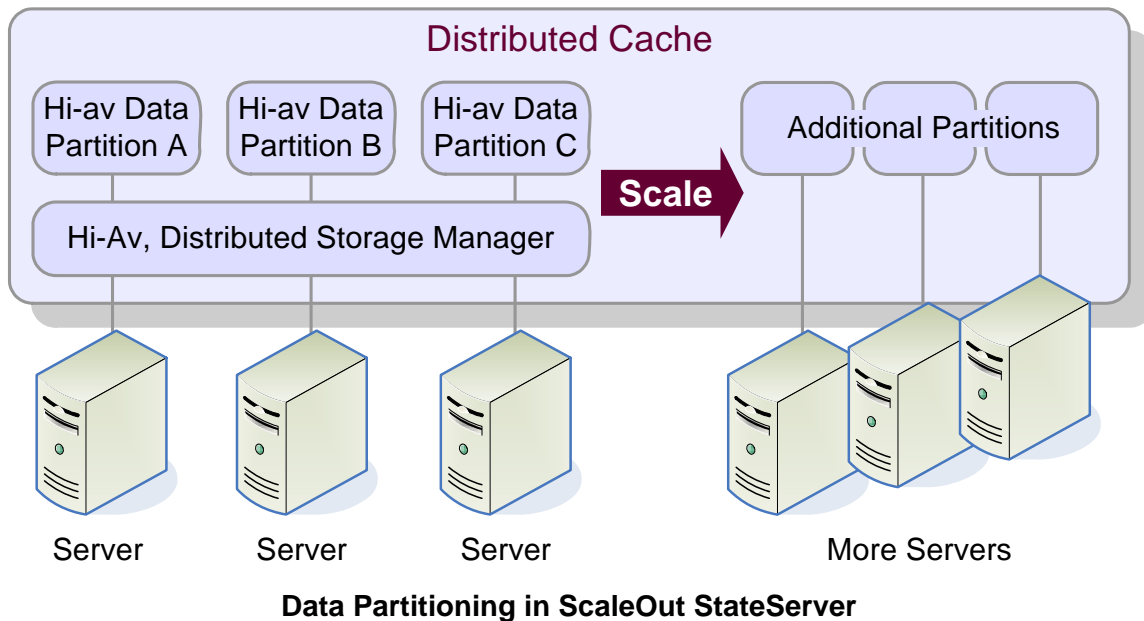 Distributed Cache
Hi-av Data
Partition A
Hi-av Data
Partition B
Hi-av Data
Partition C
Additional Partitions
Scale
Hi-Av, Distributed Storage Manager
Server
Server
Server
More Servers
Data Partitioning in ScaleOut StateServer